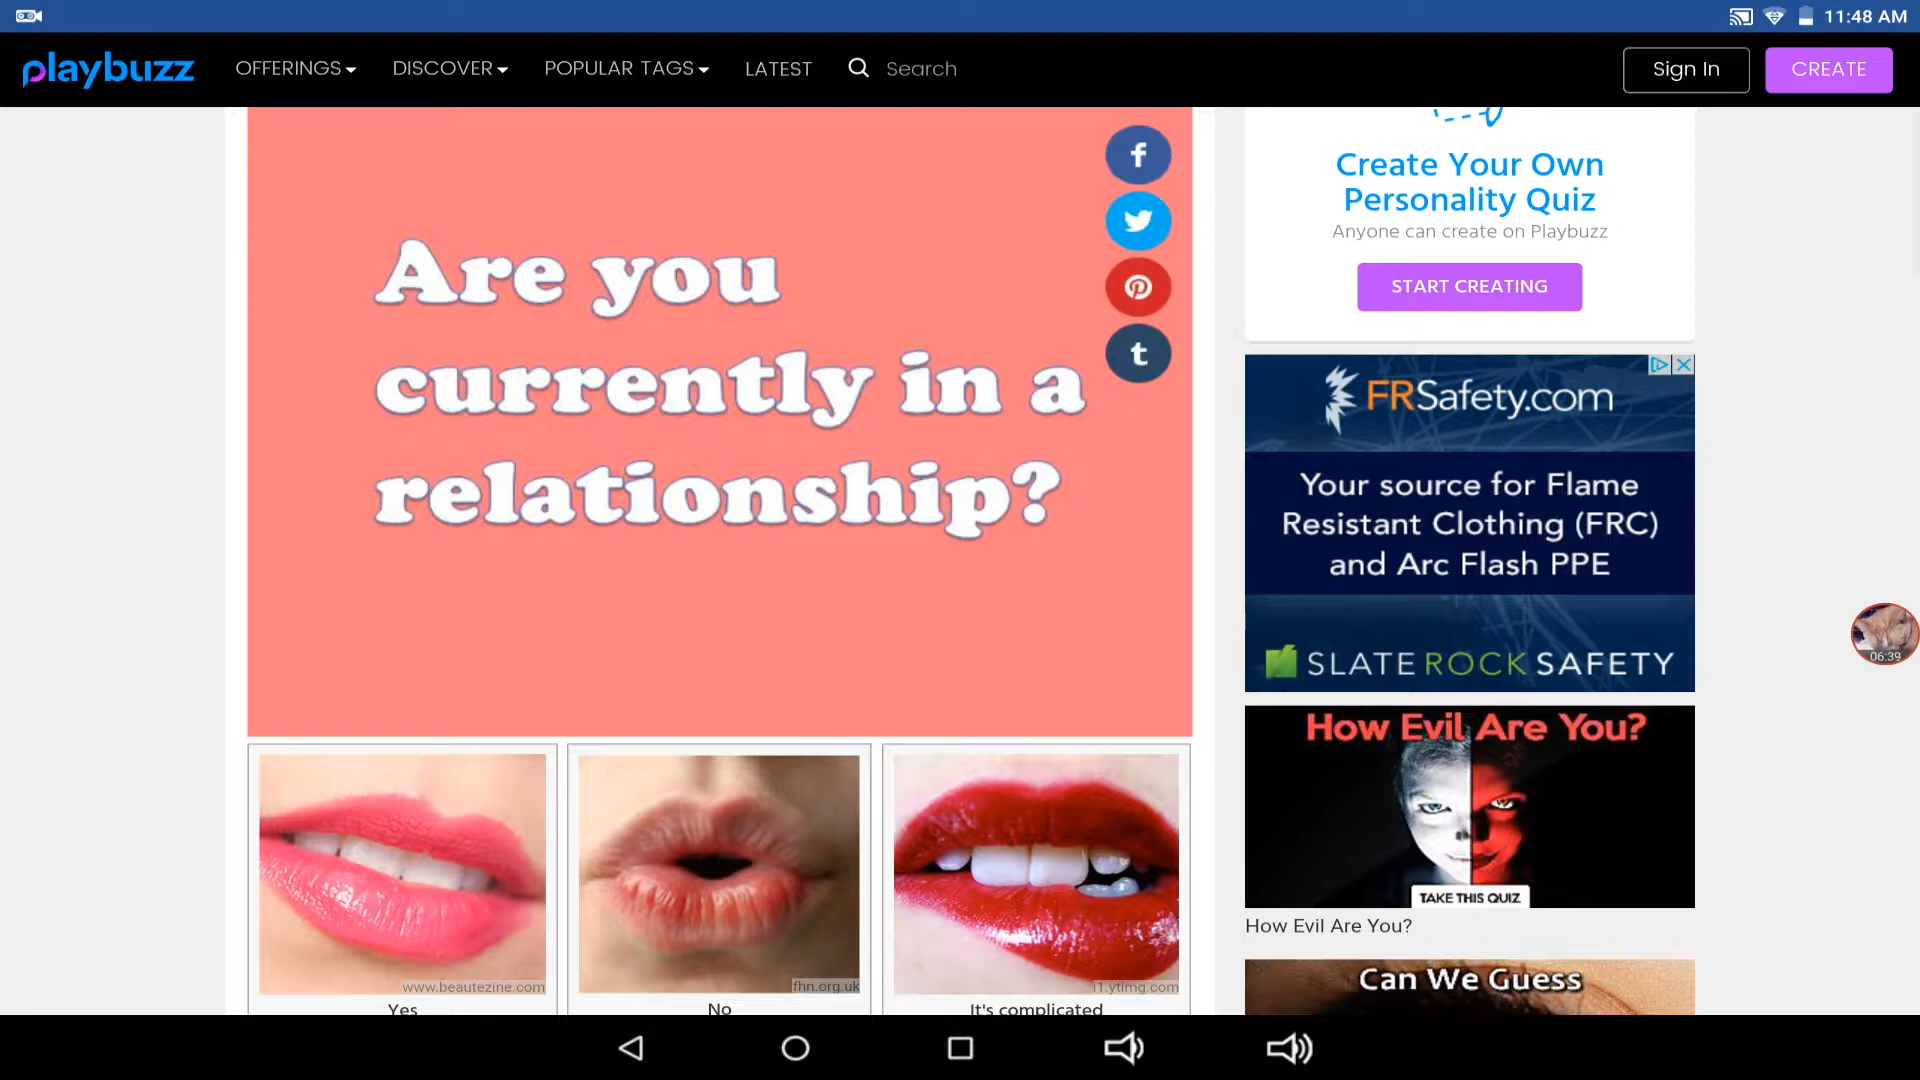 11:48 AM
playbuzz
OFFERINGS
DISCOVER
POPULAR TAGS
LATEST
Search
Sign In
CREATE
Are you
currently in a
relationship?
f
t
www.beautezine.com
fhn.org.uk
i1.ytimg.com
Yes
No
It's complicated
Create Your Own
Personality Quiz
Anyone can create on Playbuzz
START CREATING
FRSafety.com
Your source for Flame
Resistant Clothing (FRC)
and Arc Flash PPE
SLATE ROCK SAFETY
How Evil Are You?
TAKE THIS QUIZ
How Evil Are You?
Can We Guess
06:39